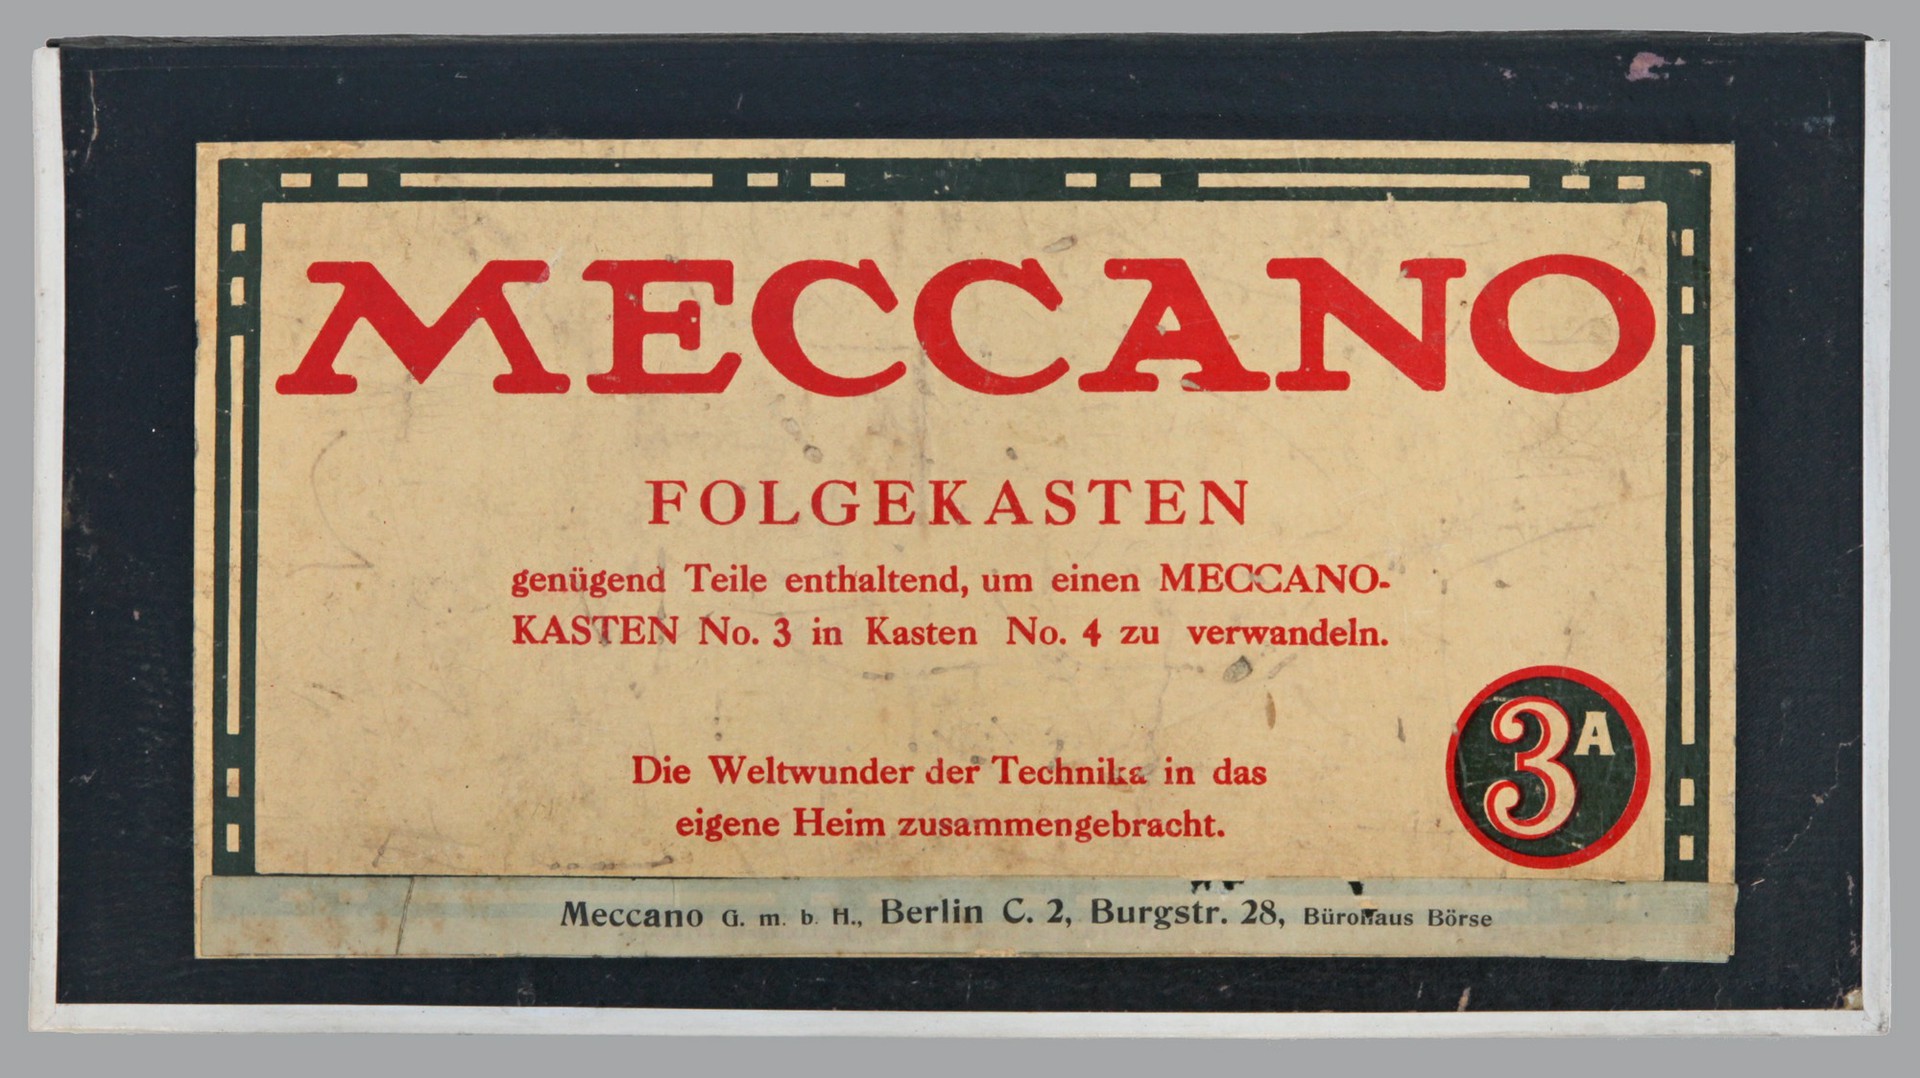 MECCANO
FOLGEKASTEN
genügend Teile enthaltend, um einen MECCANO-
KASTEN No. 3 in Kasten No. 4 zu verwandeln.
Die Weltwunder der Technik in das
eigene Heim zusammengebracht.
3A
Meccano G. m. b. H., Berlin C. 2, Burgstr. 28, Bürohaus Börse